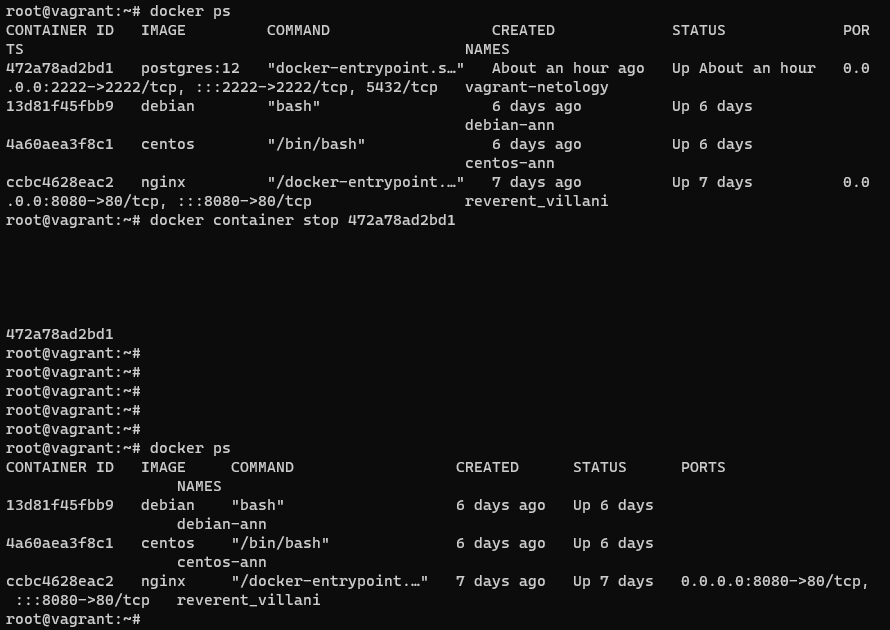 root@vagrant:~# docker ps
CONTAINER ID   IMAGE         COMMAND                  CREATED             STATUS             POR
TS                                                 NAMES
472a78ad2bd1   postgres:12   "docker-entrypoint.s…"   About an hour ago   Up About an hour   0.0
.0.0:2222->2222/tcp, :::2222->2222/tcp, 5432/tcp   vagrant-netology
13d81f45fbb9   debian        "bash"                   6 days ago          Up 6 days
                                                   debian-ann
4a60aea3f8c1   centos        "/bin/bash"              6 days ago          Up 6 days
                                                   centos-ann
ccbc4628eac2   nginx         "/docker-entrypoint.…"   7 days ago          Up 7 days          0.0
.0.0:8080->80/tcp, :::8080->80/tcp                 reverent_villani
root@vagrant:~# docker container stop 472a78ad2bd1
472a78ad2bd1
root@vagrant:~#
root@vagrant:~#
root@vagrant:~#
root@vagrant:~#
root@vagrant:~#
root@vagrant:~# docker ps
CONTAINER ID   IMAGE     COMMAND                  CREATED      STATUS      PORTS
                   NAMES
13d81f45fbb9   debian    "bash"                   6 days ago   Up 6 days
                   debian-ann
4a60aea3f8c1   centos    "/bin/bash"              6 days ago   Up 6 days
                   centos-ann
ccbc4628eac2   nginx     "/docker-entrypoint.…"   7 days ago   Up 7 days   0.0.0.0:8080->80/tcp,
 :::8080->80/tcp   reverent_villani
root@vagrant:~#